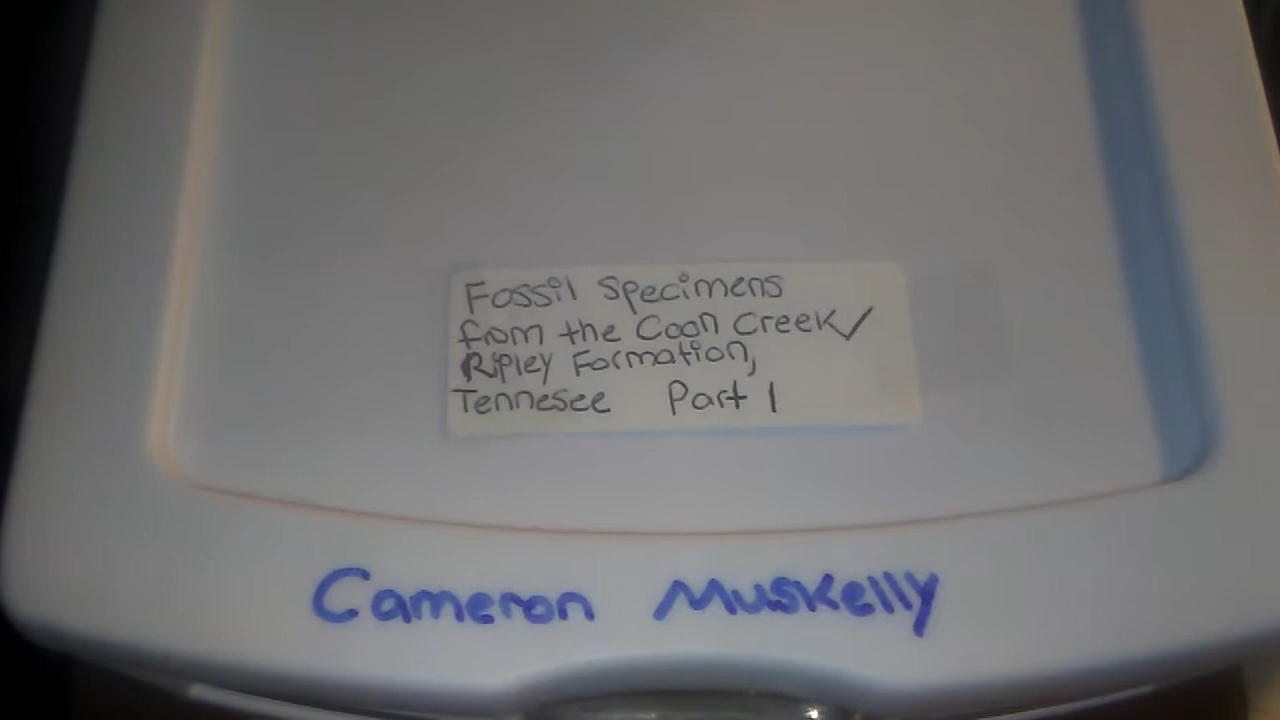 Fossil Specimens
from the Coon Creek/
Ripley Formation,
Tennesee Part 1
Cameron Muskelly